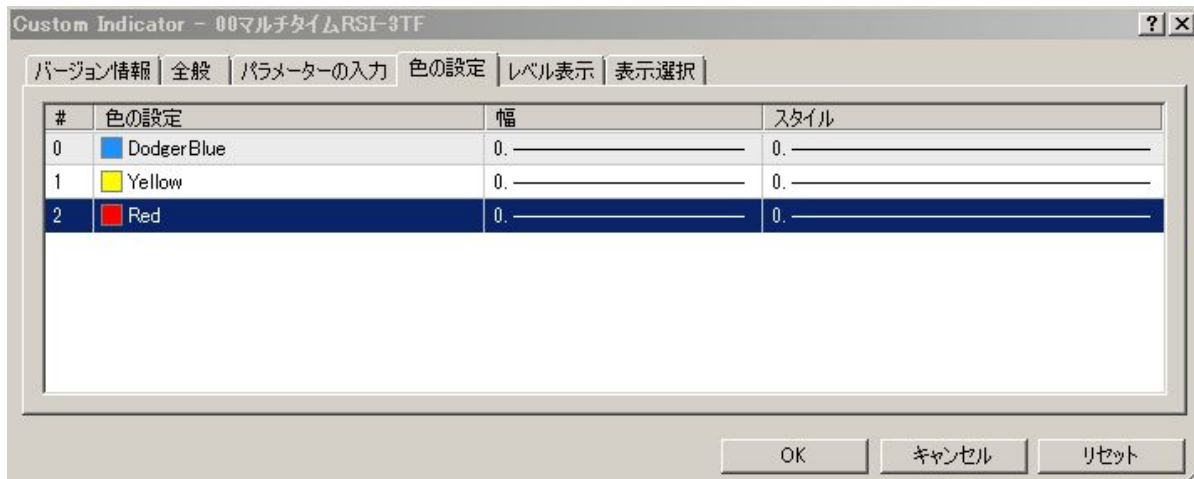 Custom Indicator - 00マルチタイムRSI-3TF ? ×
バージョン情報 全般 パラメーターの入力 色の設定 レベル表示 表示選択
# 色の設定 幅 スタイル
0 DodgerBlue 0. 0.
1 Yellow 0. 0.
2 Red 0. 0.
OK キャンセル リセット